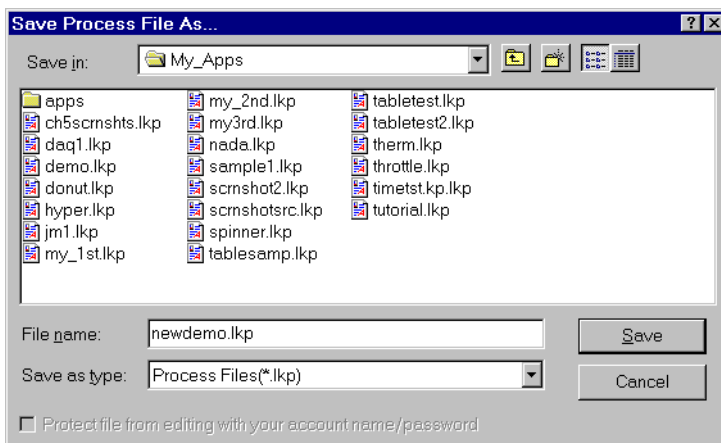 Save Process File As...
Save in: My_Apps
apps my_2nd.lkp tabletest.lkp
ch5scrnshts.lkp my3rd.lkp tabletest2.lkp
daq1.lkp nada.lkp therm.lkp
demo.lkp sample1.lkp throttle.lkp
donut.lkp scrnshot2.lkp timetst.kp.lkp
hyper.lkp scrnshotsrc.lkp tutorial.lkp
jm1.lkp spinner.lkp
my_1st.lkp tablesamp.lkp
File name: newdemo.lkp Save
Save as type: Process Files(*.lkp) Cancel
Protect file from editing with your account name/password